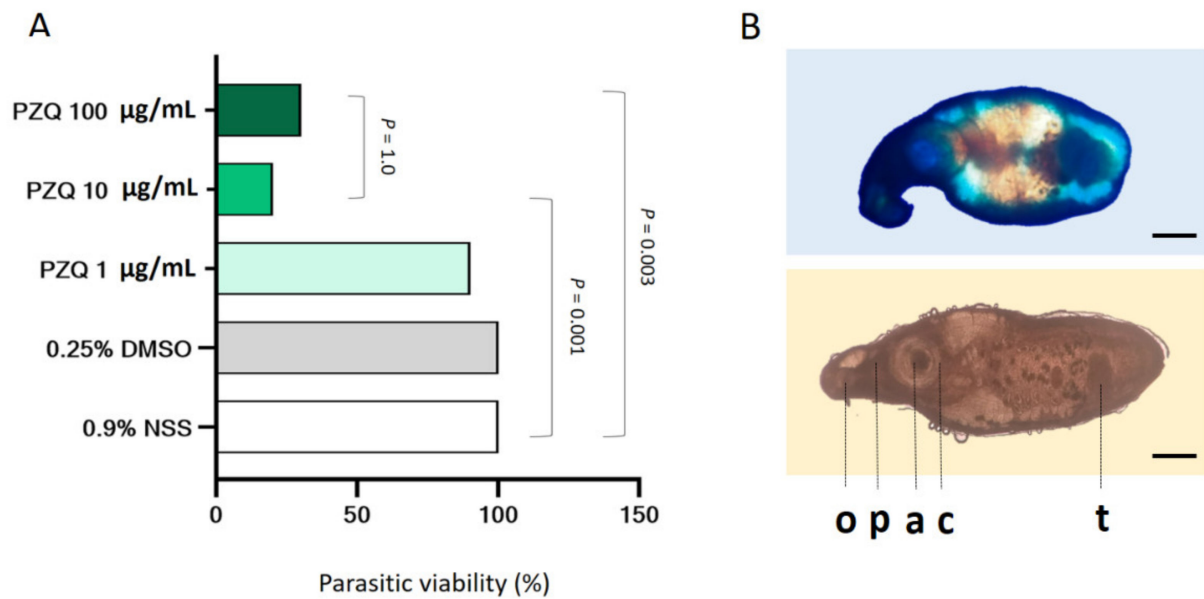 A
PZQ 100 µg/mL
PZQ 10 µg/mL
PZQ 1 µg/mL
0.25% DMSO
0.9% NSS
0
50
100
150
Parasitic viability (%)
P = 1.0
P = 0.001
P = 0.003
B
o p a c t